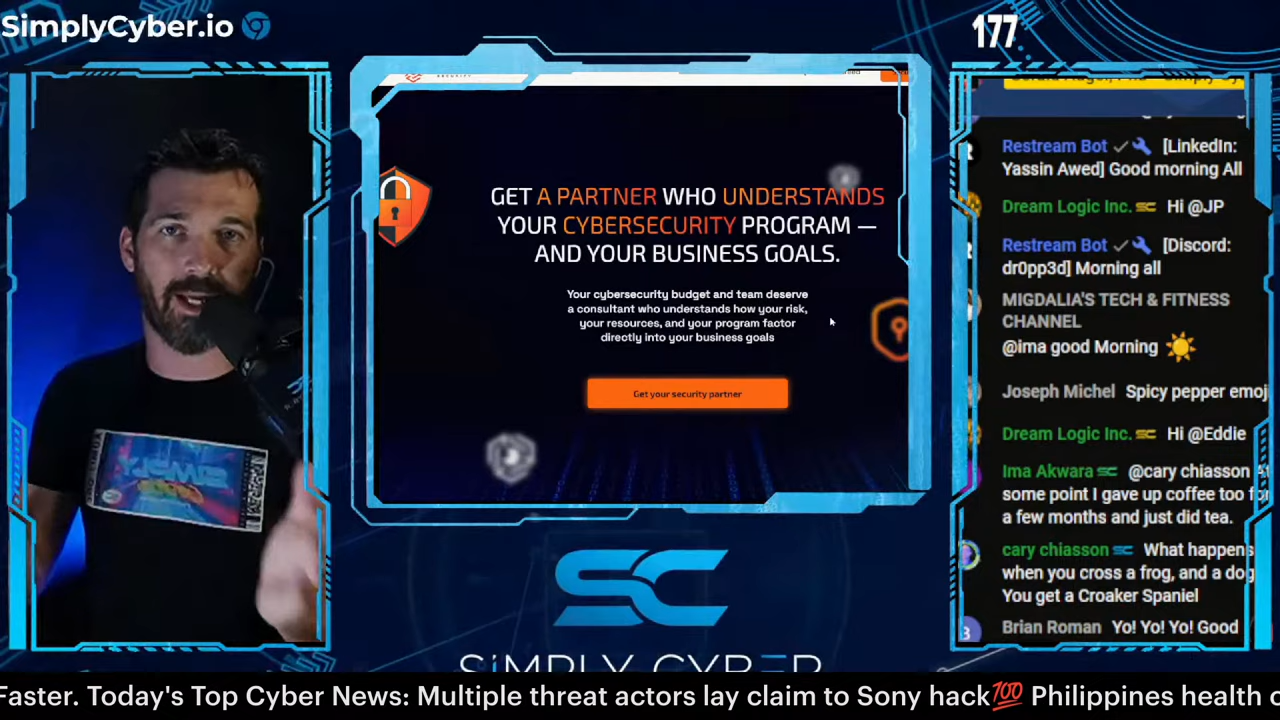 SimplyCyber.io
177
SECURITY
GET A PARTNER WHO UNDERSTANDS
YOUR CYBERSECURITY PROGRAM —
AND YOUR BUSINESS GOALS.
Your cybersecurity budget and team deserve
a consultant who understands how your risk,
your resources, and your program factor
directly into your business goals
Get your security partner
SC
SIMPLY CYBER
Restream Bot [LinkedIn:
Yassin Awed] Good morning All
Dream Logic Inc. Hi @JP
Restream Bot [Discord:
dr0pp3d] Morning all
MIGDALIA'S TECH & FITNESS
CHANNEL
@ima good Morning ☀️
Joseph Michel Spicy pepper emoj
Dream Logic Inc. Hi @Eddie
Ima Akwara @cary chiasson
some point I gave up coffee too for
a few months and just did tea.
cary chiasson What happens
when you cross a frog, and a dog
You get a Croaker Spaniel
Brian Roman Yo! Yo! Yo! Good
Faster. Today's Top Cyber News: Multiple threat actors lay claim to Sony hack💯 Philippines health